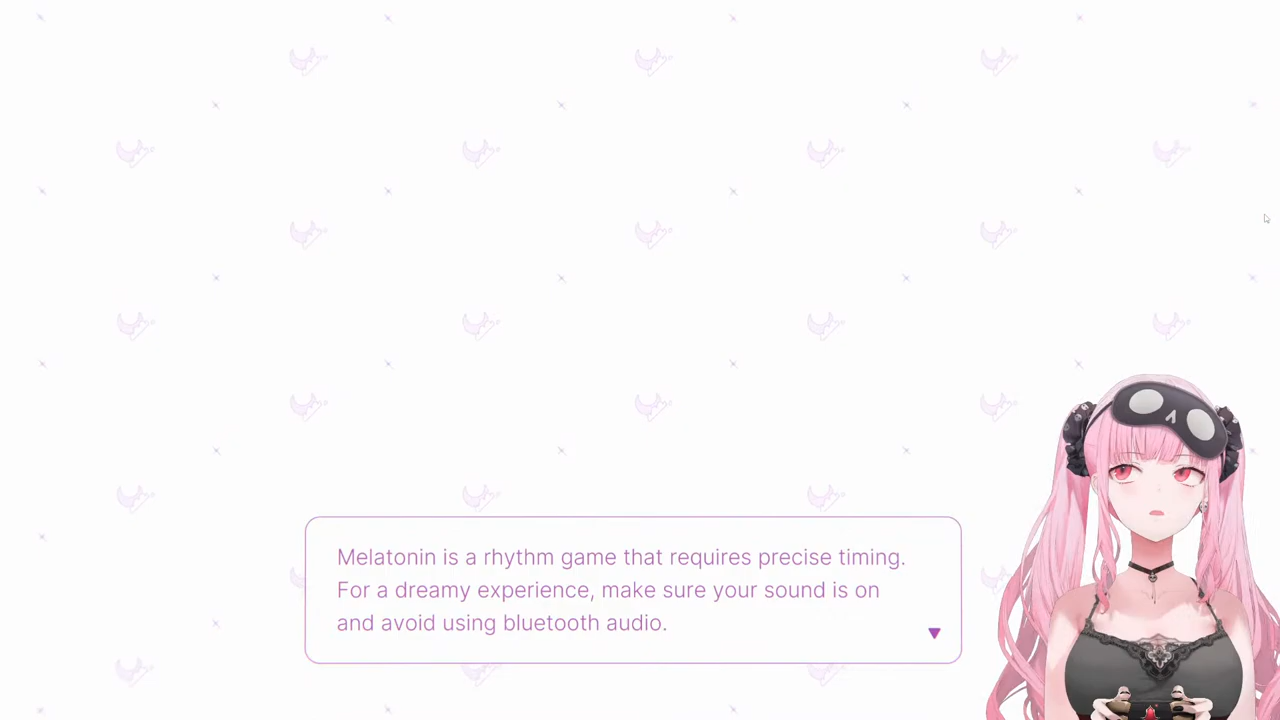 Melatonin is a rhythm game that requires precise timing.
For a dreamy experience, make sure your sound is on
and avoid using bluetooth audio.